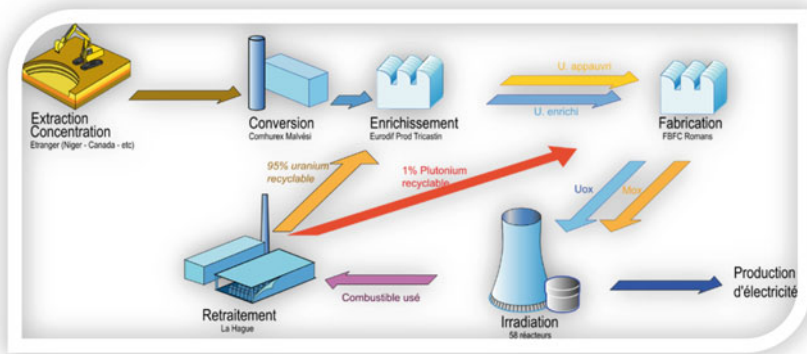 Extraction
Concentration
Etranger (Niger - Canada - etc)
Conversion
Comhurex Malvési
Enrichissement
Eurodif Prod Tricastin
U. appauvri
U. enrichi
Fabrication
FBFC Romans
95% uranium
recyclable
1% Plutonium
recyclable
Uox
Mox
Retraitement
La Hague
Combustible usé
Irradiation
58 réacteurs
Production
d'électricité